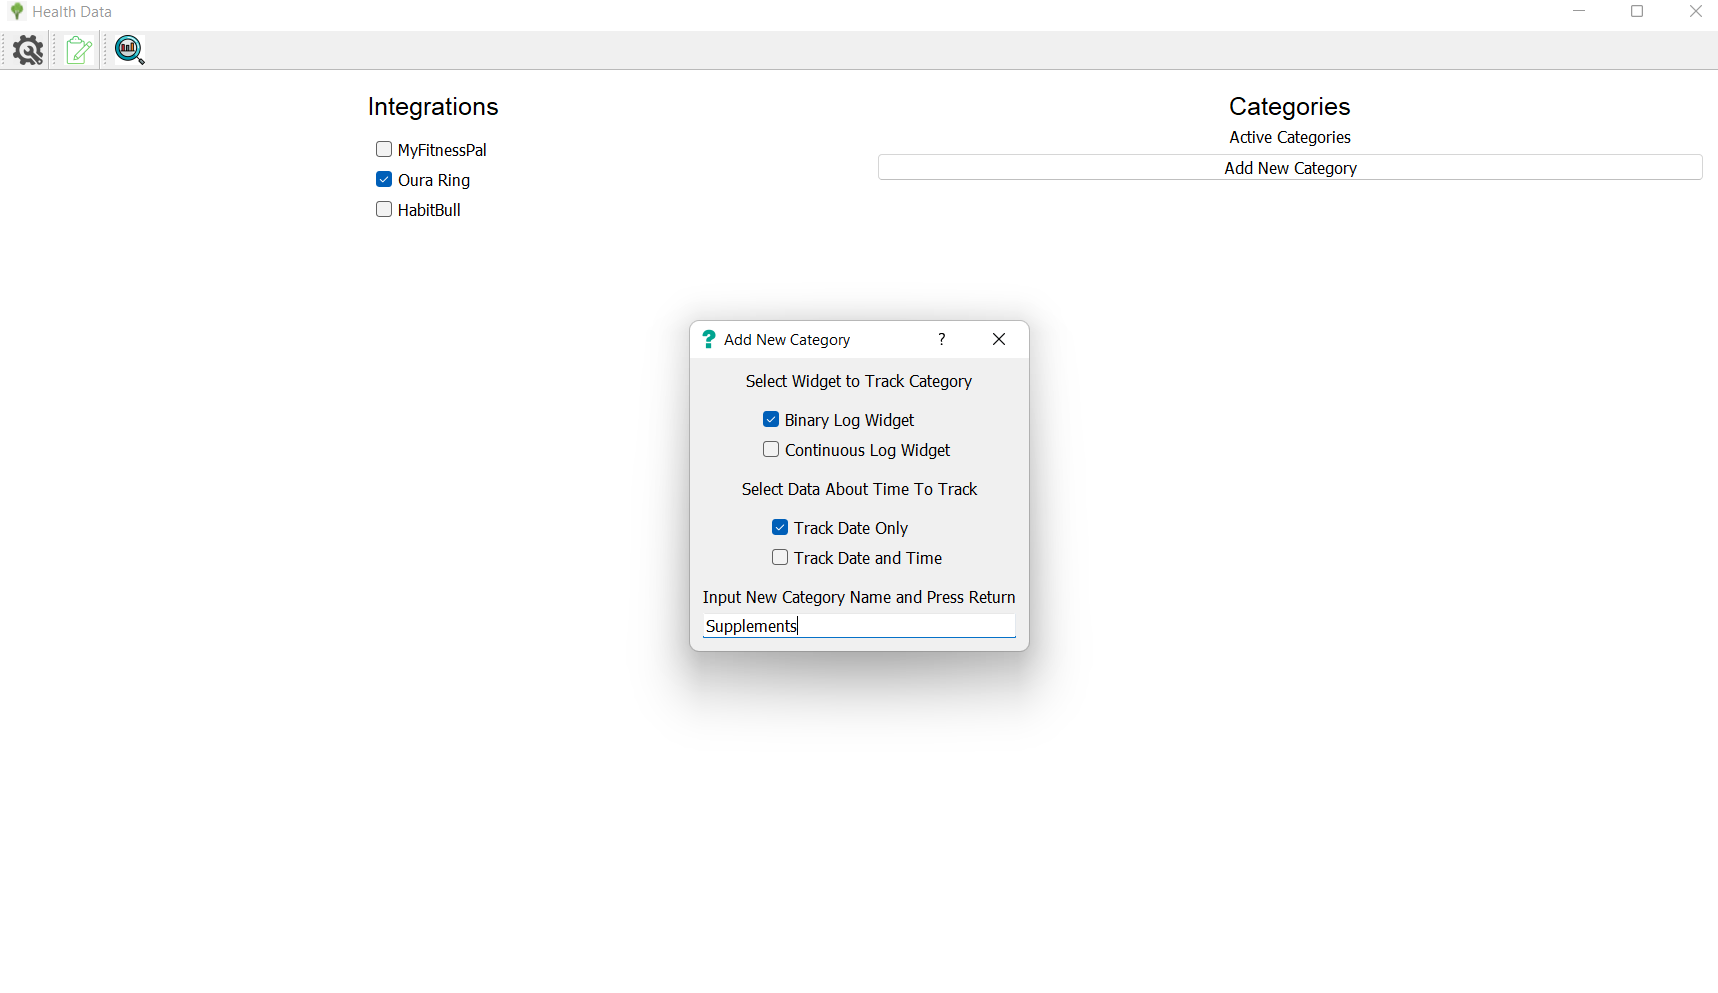 Health Data
Integrations
MyFitnessPal
Oura Ring
HabitBull
Categories
Active Categories
Add New Category
? Add New Category ?
Select Widget to Track Category
Binary Log Widget
Continuous Log Widget
Select Data About Time To Track
Track Date Only
Track Date and Time
Input New Category Name and Press Return
Supplements